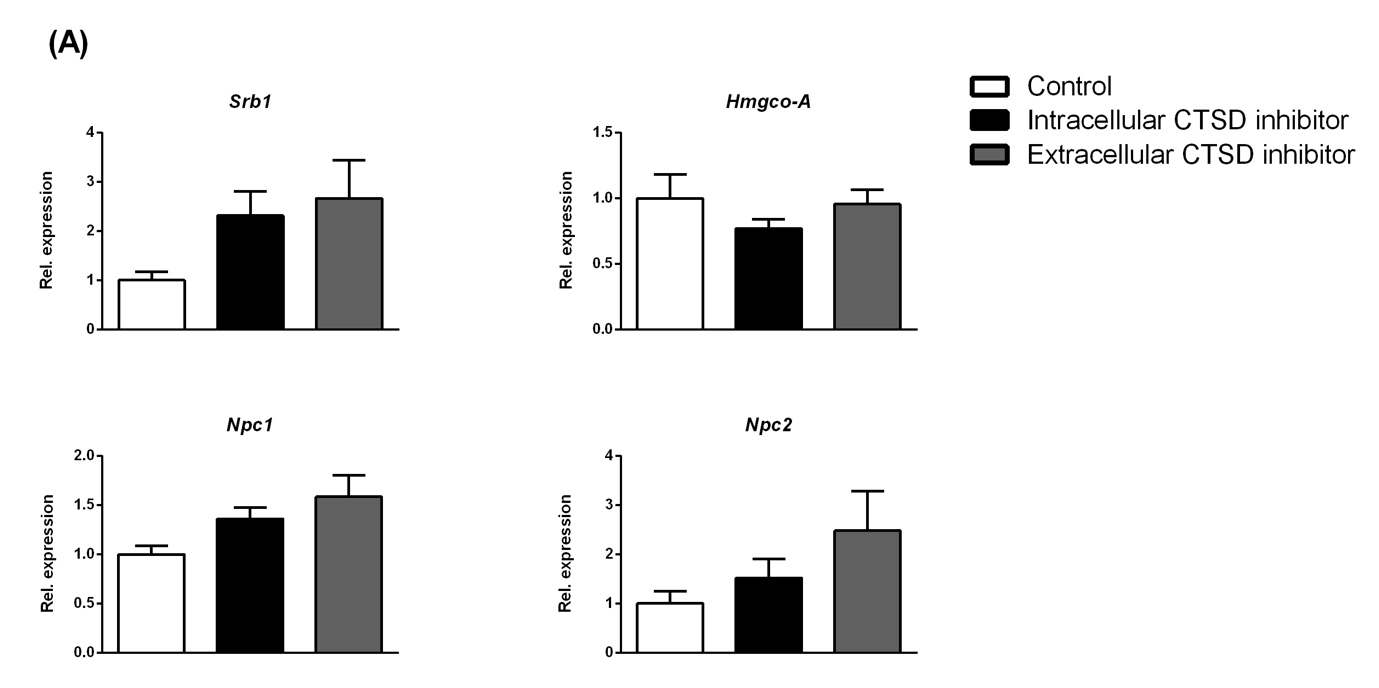 (A)
Control
Intracellular CTSD inhibitor
Extracellular CTSD inhibitor
Srb1
Rel. expression
4
3
2
1
0
Hmgco-A
Rel. expression
1.5
1.0
0.5
0.0
Npc1
Rel. expression
2.0
1.5
1.0
0.5
0.0
Npc2
Rel. expression
4
3
2
1
0